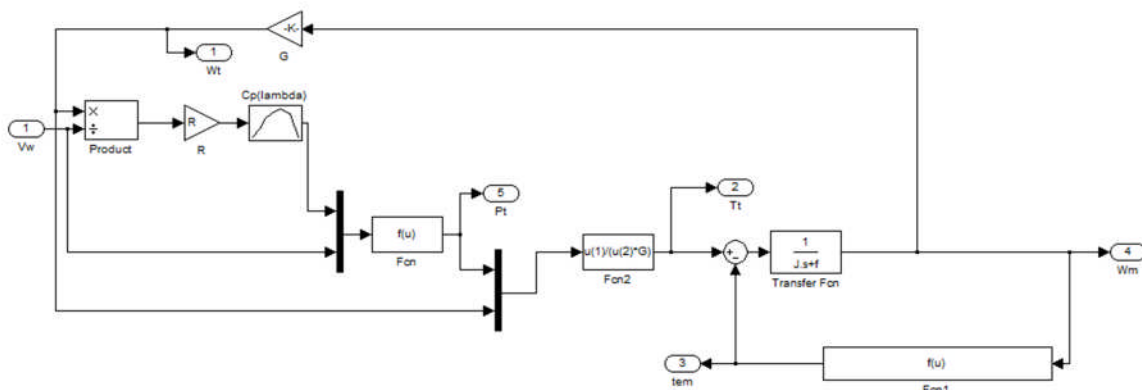 -K-
G
1
Wt
Cp(lambda)
1
Vw
×
÷
Product
R
R
5
Pt
f(u)
Fcn
2
Tt
u(1)/(u(2)*G)
Fcn2
+
−
1
J.s+f
Transfer Fcn
4
Wm
3
tem
f(u)
Fcn1